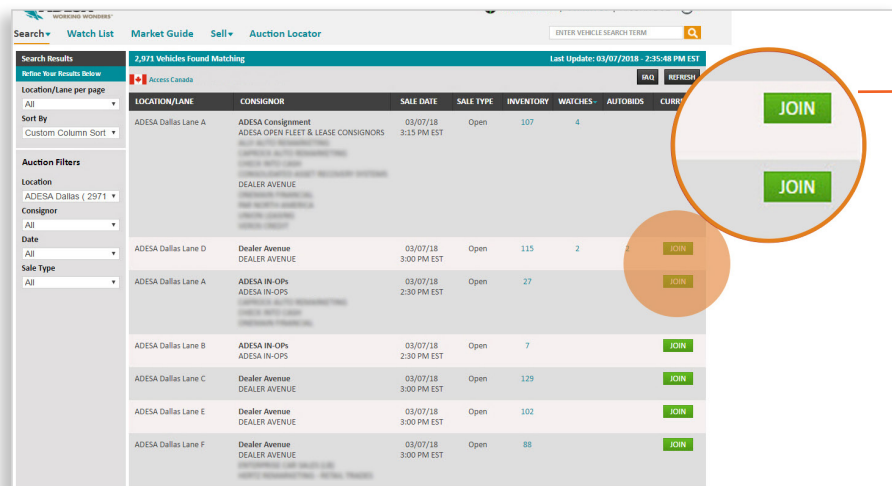 WORKING WONDERS
Search Watch List Market Guide Sell Auction Locator ENTER VEHICLE SEARCH TERM
Search Results
Refine Your Results Below
Location/Lane per page
All
Sort By
Custom Column Sort
Auction Filters
Location
ADESA Dallas ( 2971
Consignor
All
Date
All
Sale Type
All
2,971 Vehicles Found Matching Last Update: 03/07/2018 - 2:35:48 PM EST
Access Canada FAQ REFRESH
LOCATION/LANE CONSIGNOR SALE DATE SALE TYPE INVENTORY WATCHES- AUTOBIDS
ADESA Dallas Lane A ADESA Consignment 03/07/18 Open 107 4
ADESA OPEN FLEET & LEASE CONSIGNORS 3:15 PM EST
DEALER AVENUE
ADESA Dallas Lane D Dealer Avenue 03/07/18 Open 115 2 2 JOIN
DEALER AVENUE 3:00 PM EST
ADESA Dallas Lane A ADESA IN-OPs 03/07/18 Open 27 JOIN
ADESA IN-OPS 2:30 PM EST
ADESA Dallas Lane B ADESA IN-OPs 03/07/18 Open 7 JOIN
ADESA IN-OPS 2:30 PM EST
ADESA Dallas Lane C Dealer Avenue 03/07/18 Open 129 JOIN
DEALER AVENUE 3:00 PM EST
ADESA Dallas Lane E Dealer Avenue 03/07/18 Open 102 JOIN
DEALER AVENUE 3:00 PM EST
ADESA Dallas Lane F Dealer Avenue 03/07/18 Open 88 JOIN
DEALER AVENUE 3:00 PM EST
JOIN
JOIN